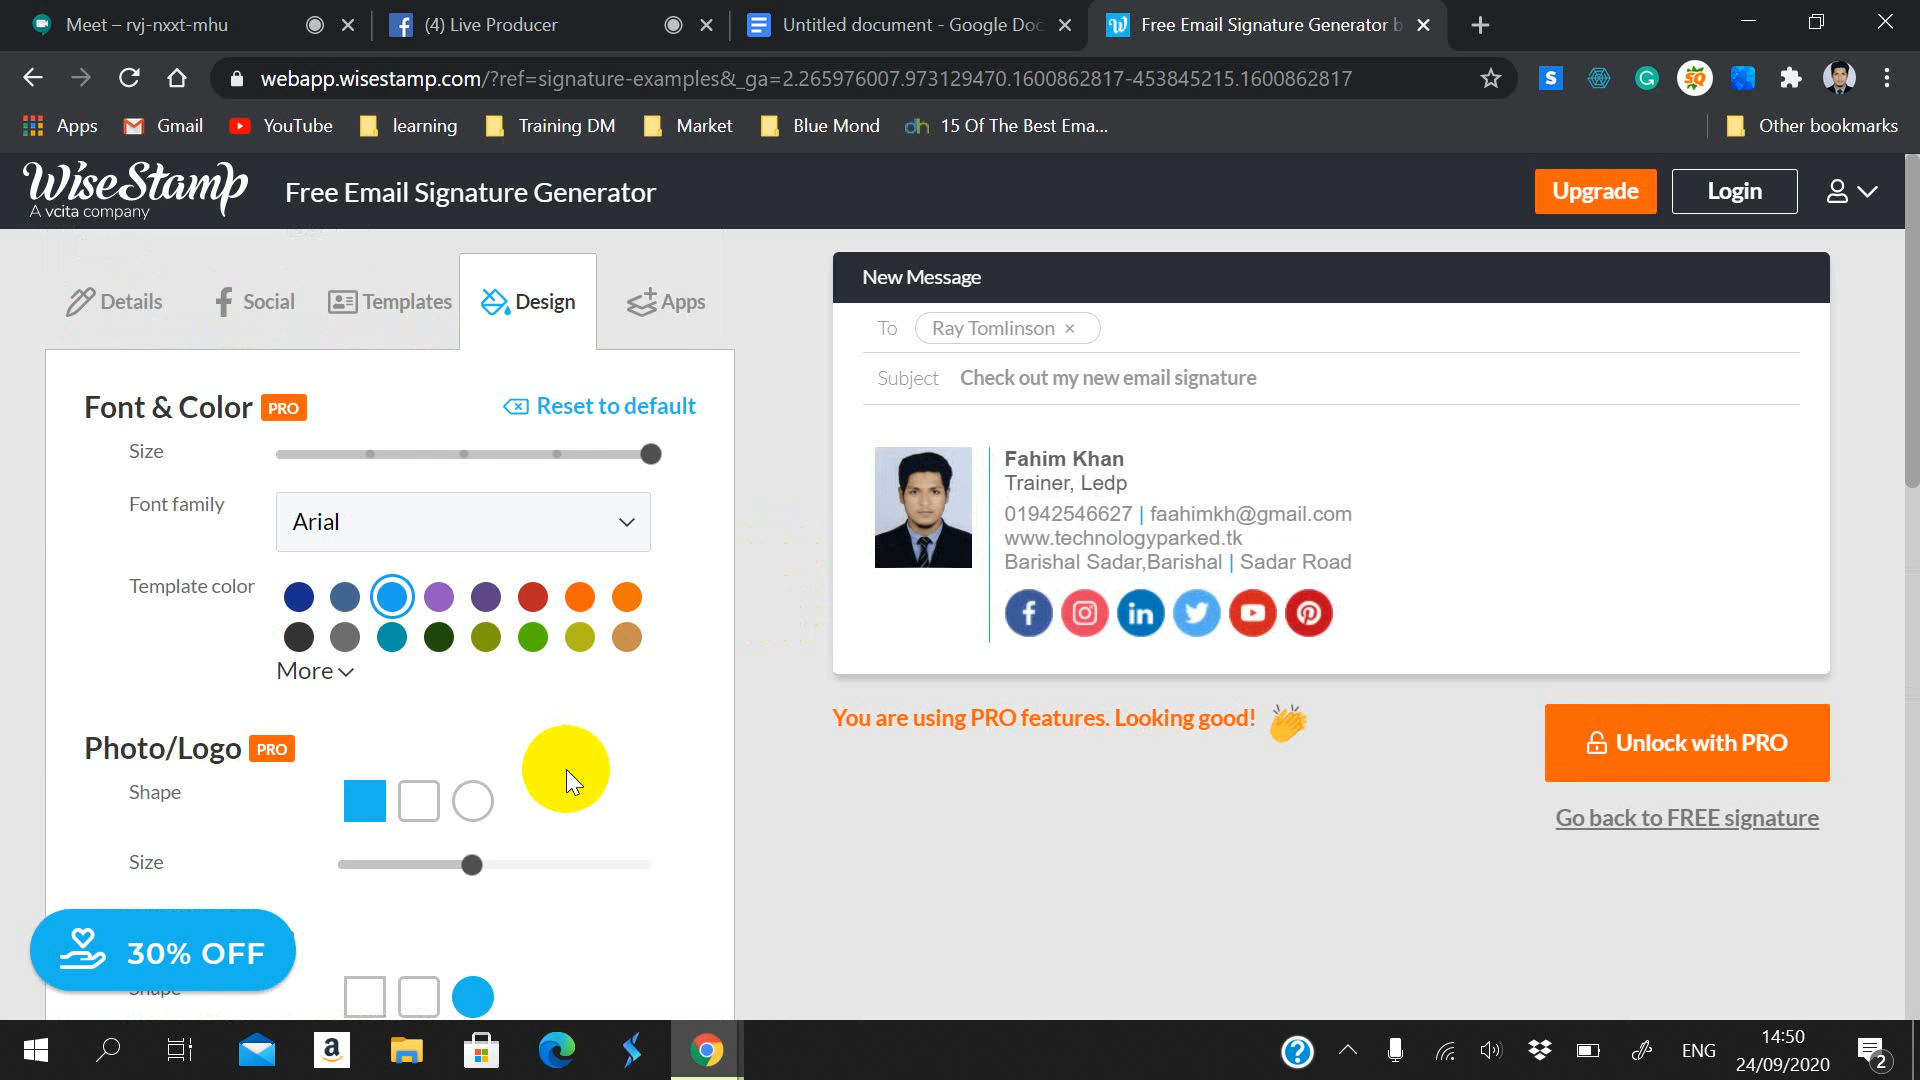 Meet – rvj-nxxt-mhu
(4) Live Producer
Untitled document - Google Doc
Free Email Signature Generator b
webapp.wisestamp.com/?ref=signature-examples&_ga=2.265976007.973129470.1600862817-453845215.1600862817
Apps
Gmail
YouTube
learning
Training DM
Market
Blue Mond
15 Of The Best Ema...
Other bookmarks
WiseStamp
A vcita company
Free Email Signature Generator
Upgrade
Login
Details
Social
Templates
Design
Apps
Font & Color PRO
Reset to default
Size
Font family
Arial
Template color
More
Photo/Logo PRO
Shape
Size
30% OFF
Shape
New Message
To Ray Tomlinson ×
Subject Check out my new email signature
Fahim Khan
Trainer, Ledp
01942546627 | faahimkh@gmail.com
www.technologyparked.tk
Barishal Sadar,Barishal | Sadar Road
You are using PRO features. Looking good!
Unlock with PRO
Go back to FREE signature
ENG
14:50
24/09/2020
2